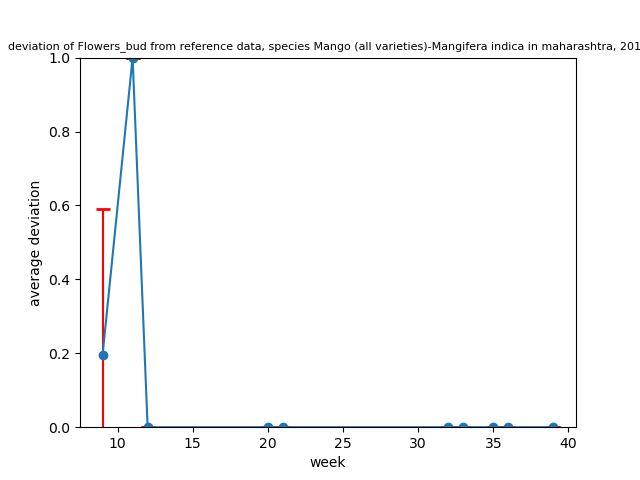 deviation of Flowers_bud from reference data, species Mango (all varieties)-Mangifera indica in maharashtra, 201
1.0
0.8
0.6
0.4
0.2
0.0
average deviation
10 15 20 25 30 35 40
week